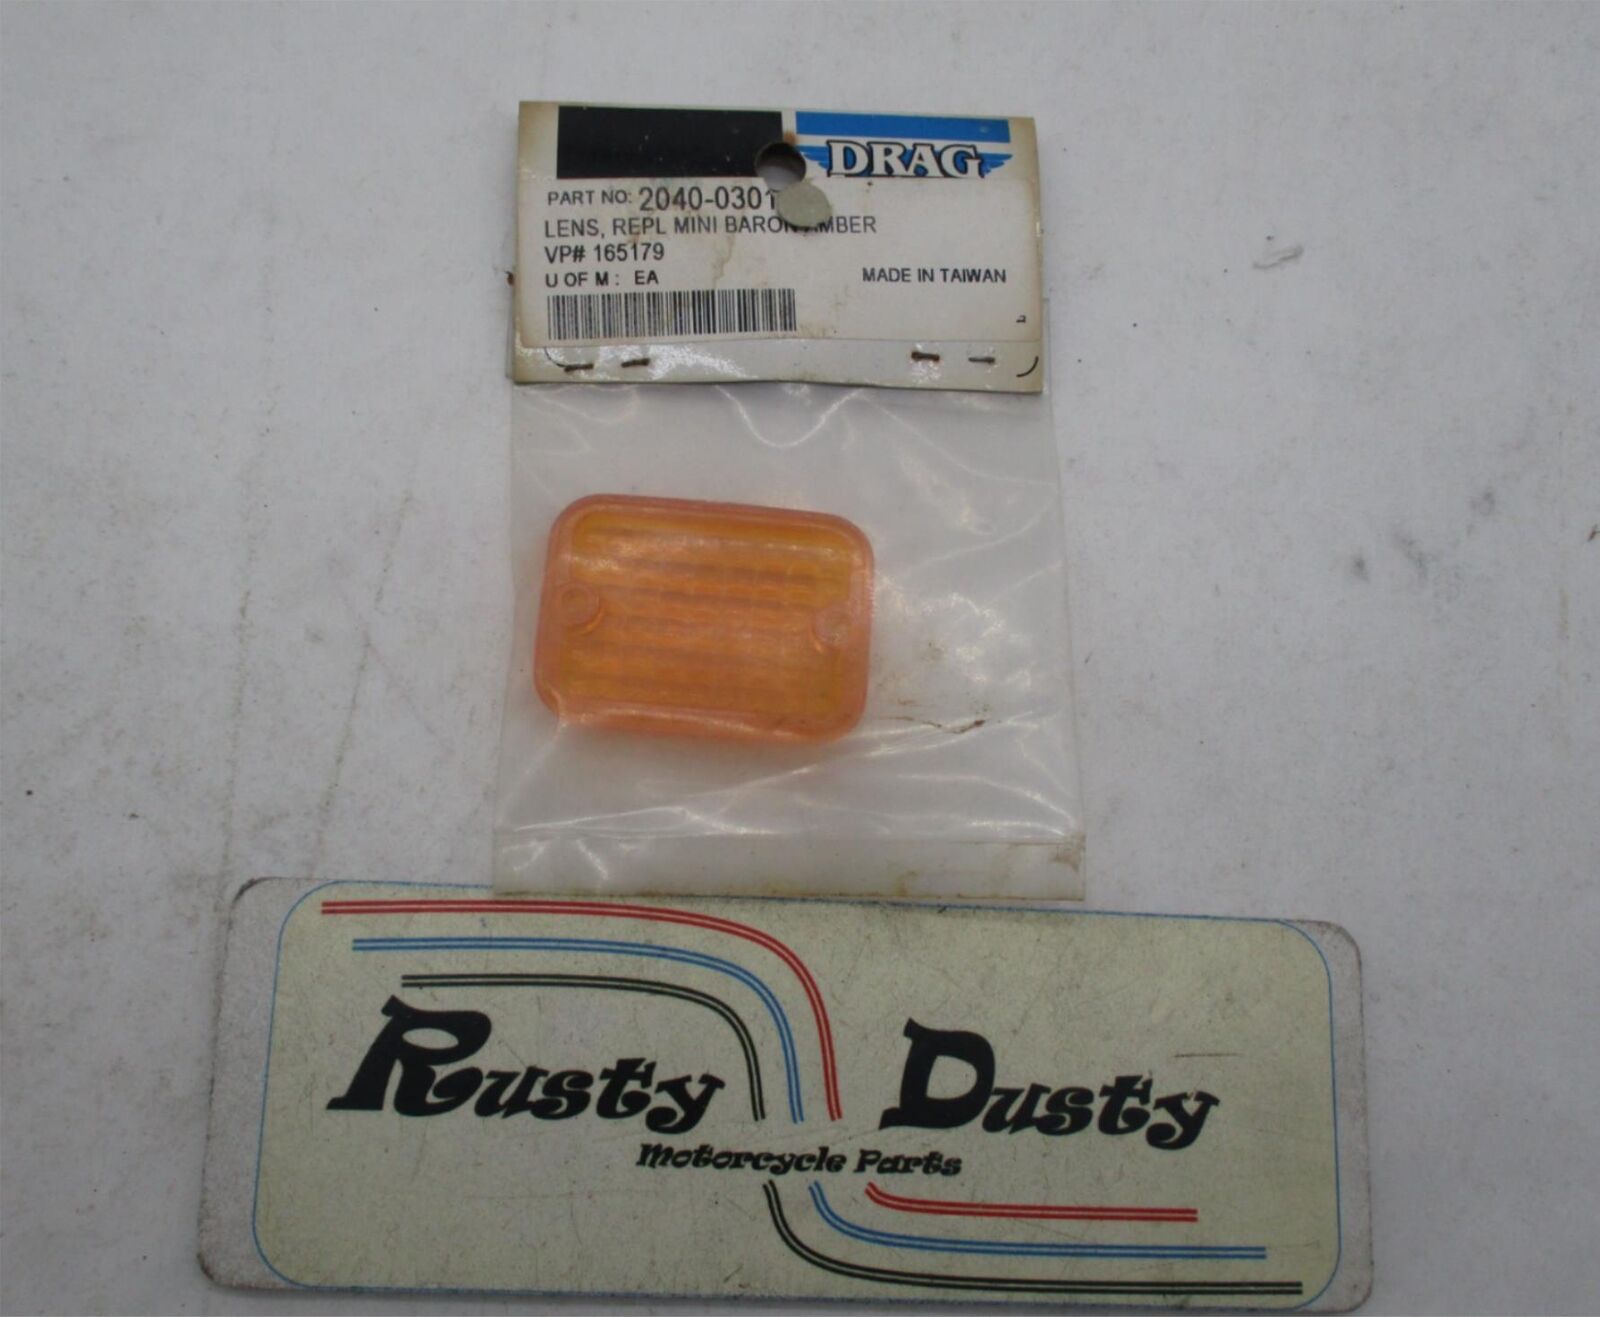 DRAG
PART NO: 2040-0301
LENS, REPL MINI BARON AMBER
VP# 165179
U OF M : EA
MADE IN TAIWAN
Rusty Dusty
Motorcycle Parts